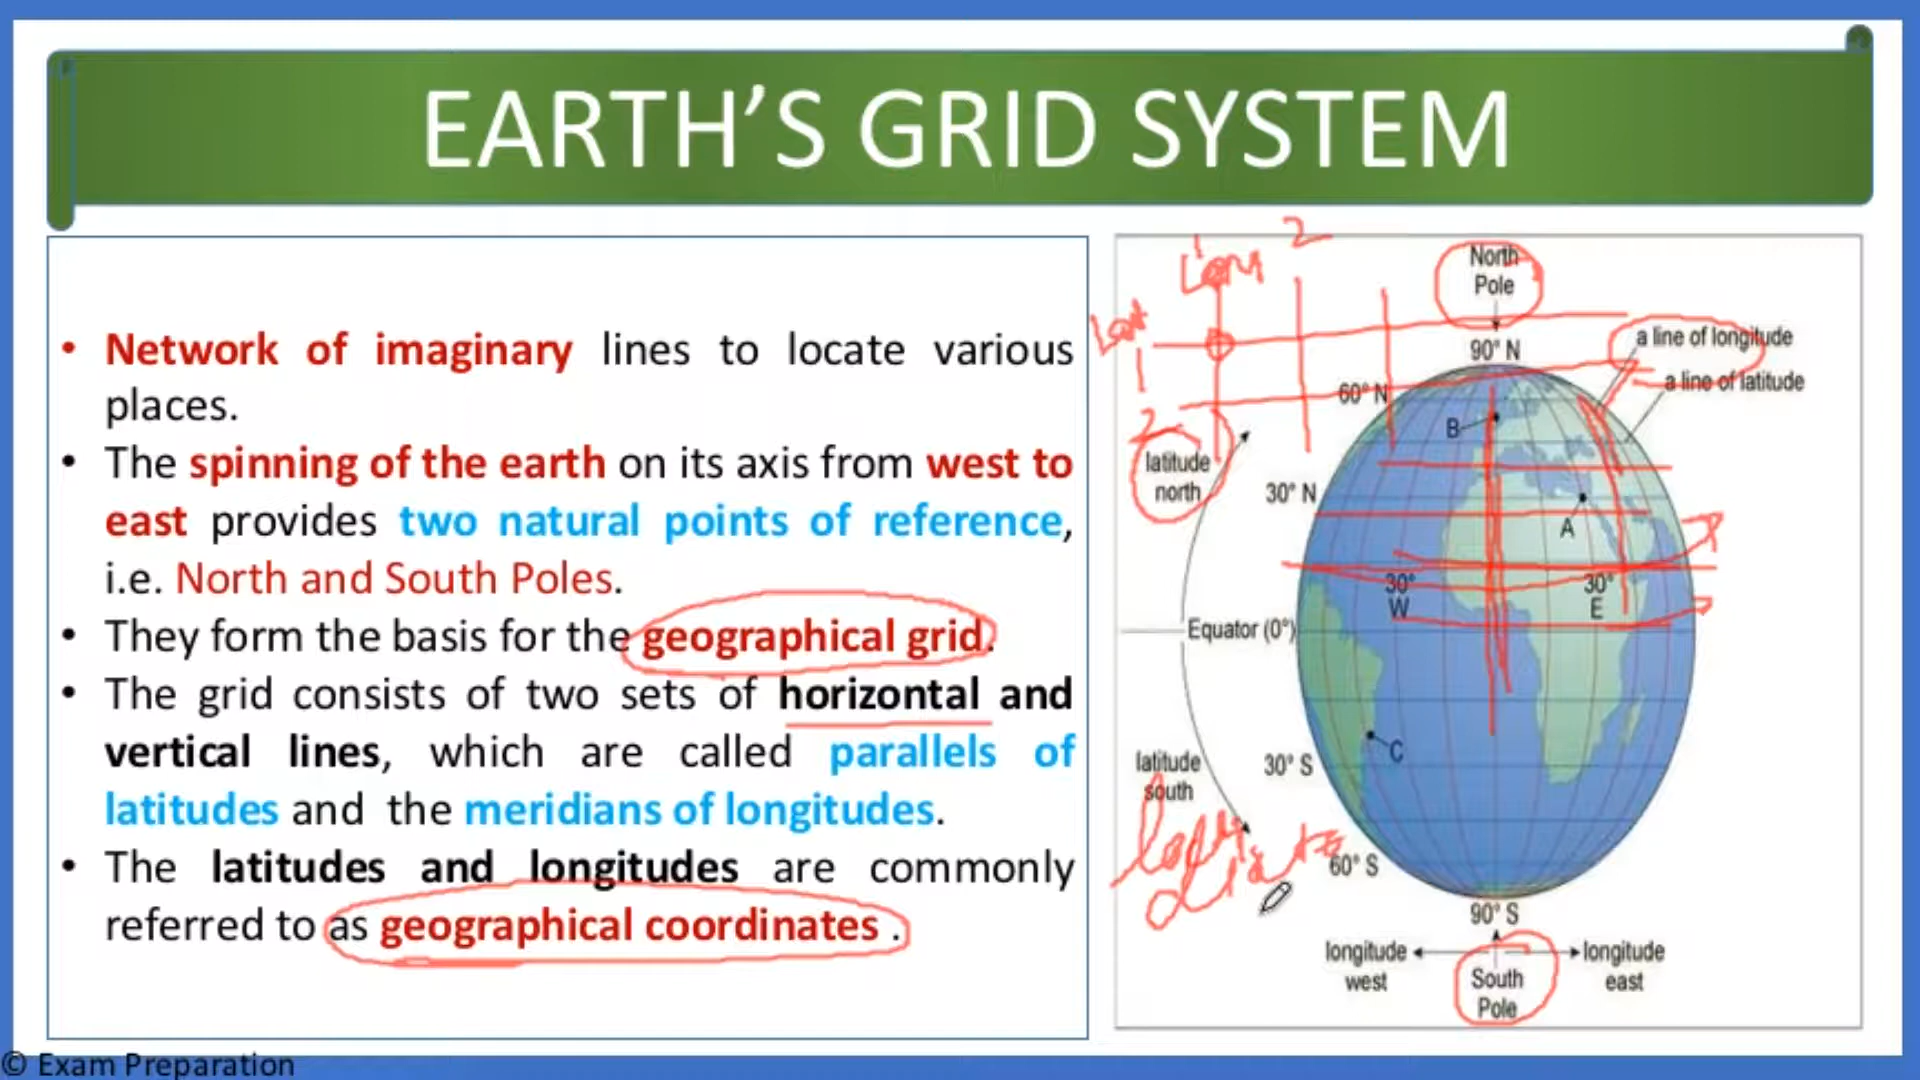 EARTH’S GRID SYSTEM
• Network of imaginary lines to locate various
places.
• The spinning of the earth on its axis from west to
east provides two natural points of reference,
i.e. North and South Poles.
• They form the basis for the geographical grid.
• The grid consists of two sets of horizontal and
vertical lines, which are called parallels of
latitudes and the meridians of longitudes.
• The latitudes and longitudes are commonly
referred to as geographical coordinates .
1 2
North
Pole
Lat
1
2
90° N
a line of longitude
a line of latitude
60° N
B
latitude
north
30° N
A
30°
W
30°
E
Equator (0°)
C
latitude
south
30° S
60° S
90° S
longitude
west
South
Pole
longitude
east
© Exam Preparation